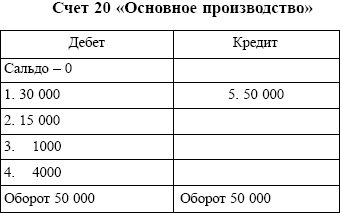 Счет 20 «Основное производство»
Дебет Кредит
Сальдо – 0
1. 30 000 5. 50 000
2. 15 000
3. 1000
4. 4000
Оборот 50 000 Оборот 50 000